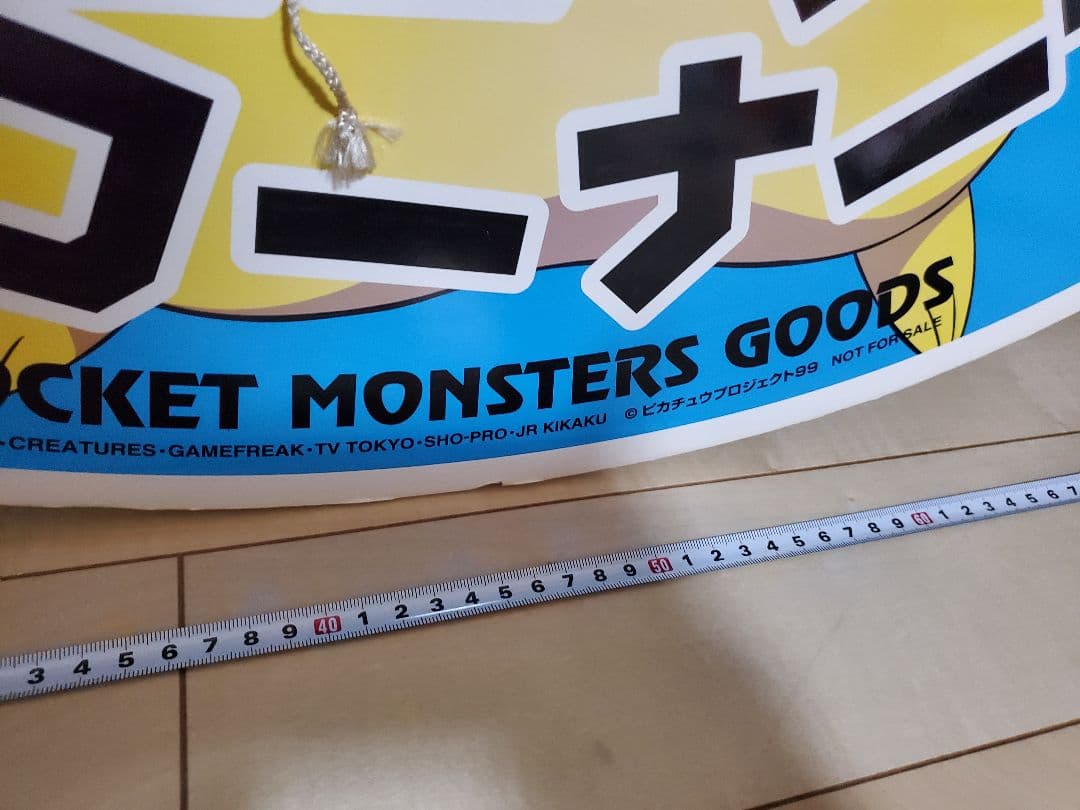 ーナー
OCKET MONSTERS GOODS
・CREATURES・GAMEFREAK・TV TOKYO・SHO-PRO・JR KIKAKU ©ピカチュウプロジェクト99 NOT FOR SALE
3 4 5 6 7 8 9 40 1 2 3 4 5 6 7 8 9 50 1 2 3 4 5 6 7 8 9 60 1 2 3 4 5 6 7